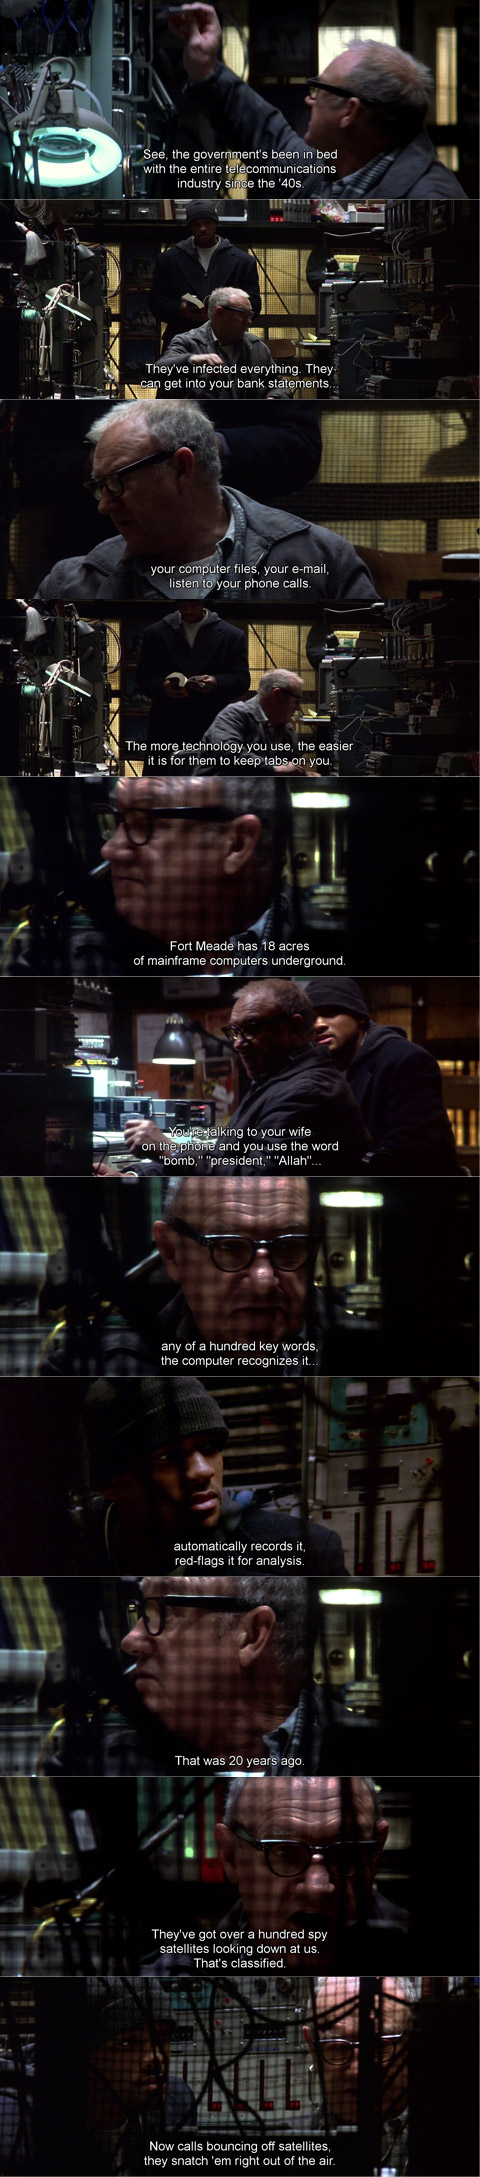 See, the government's been in bed
with the entire telecommunications
industry since the '40s.
They've infected everything. They
can get into your bank statements...
your computer files, your e-mail,
listen to your phone calls.
The more technology you use, the easier
it is for them to keep tabs on you.
Fort Meade has 18 acres
of mainframe computers underground.
You're talking to your wife
on the phone and you use the word
"bomb," "president," "Allah"...
any of a hundred key words,
the computer recognizes it...
automatically records it,
red-flags it for analysis.
That was 20 years ago.
They've got over a hundred spy
satellites looking down at us.
That's classified.
Now calls bouncing off satellites,
they snatch 'em right out of the air.